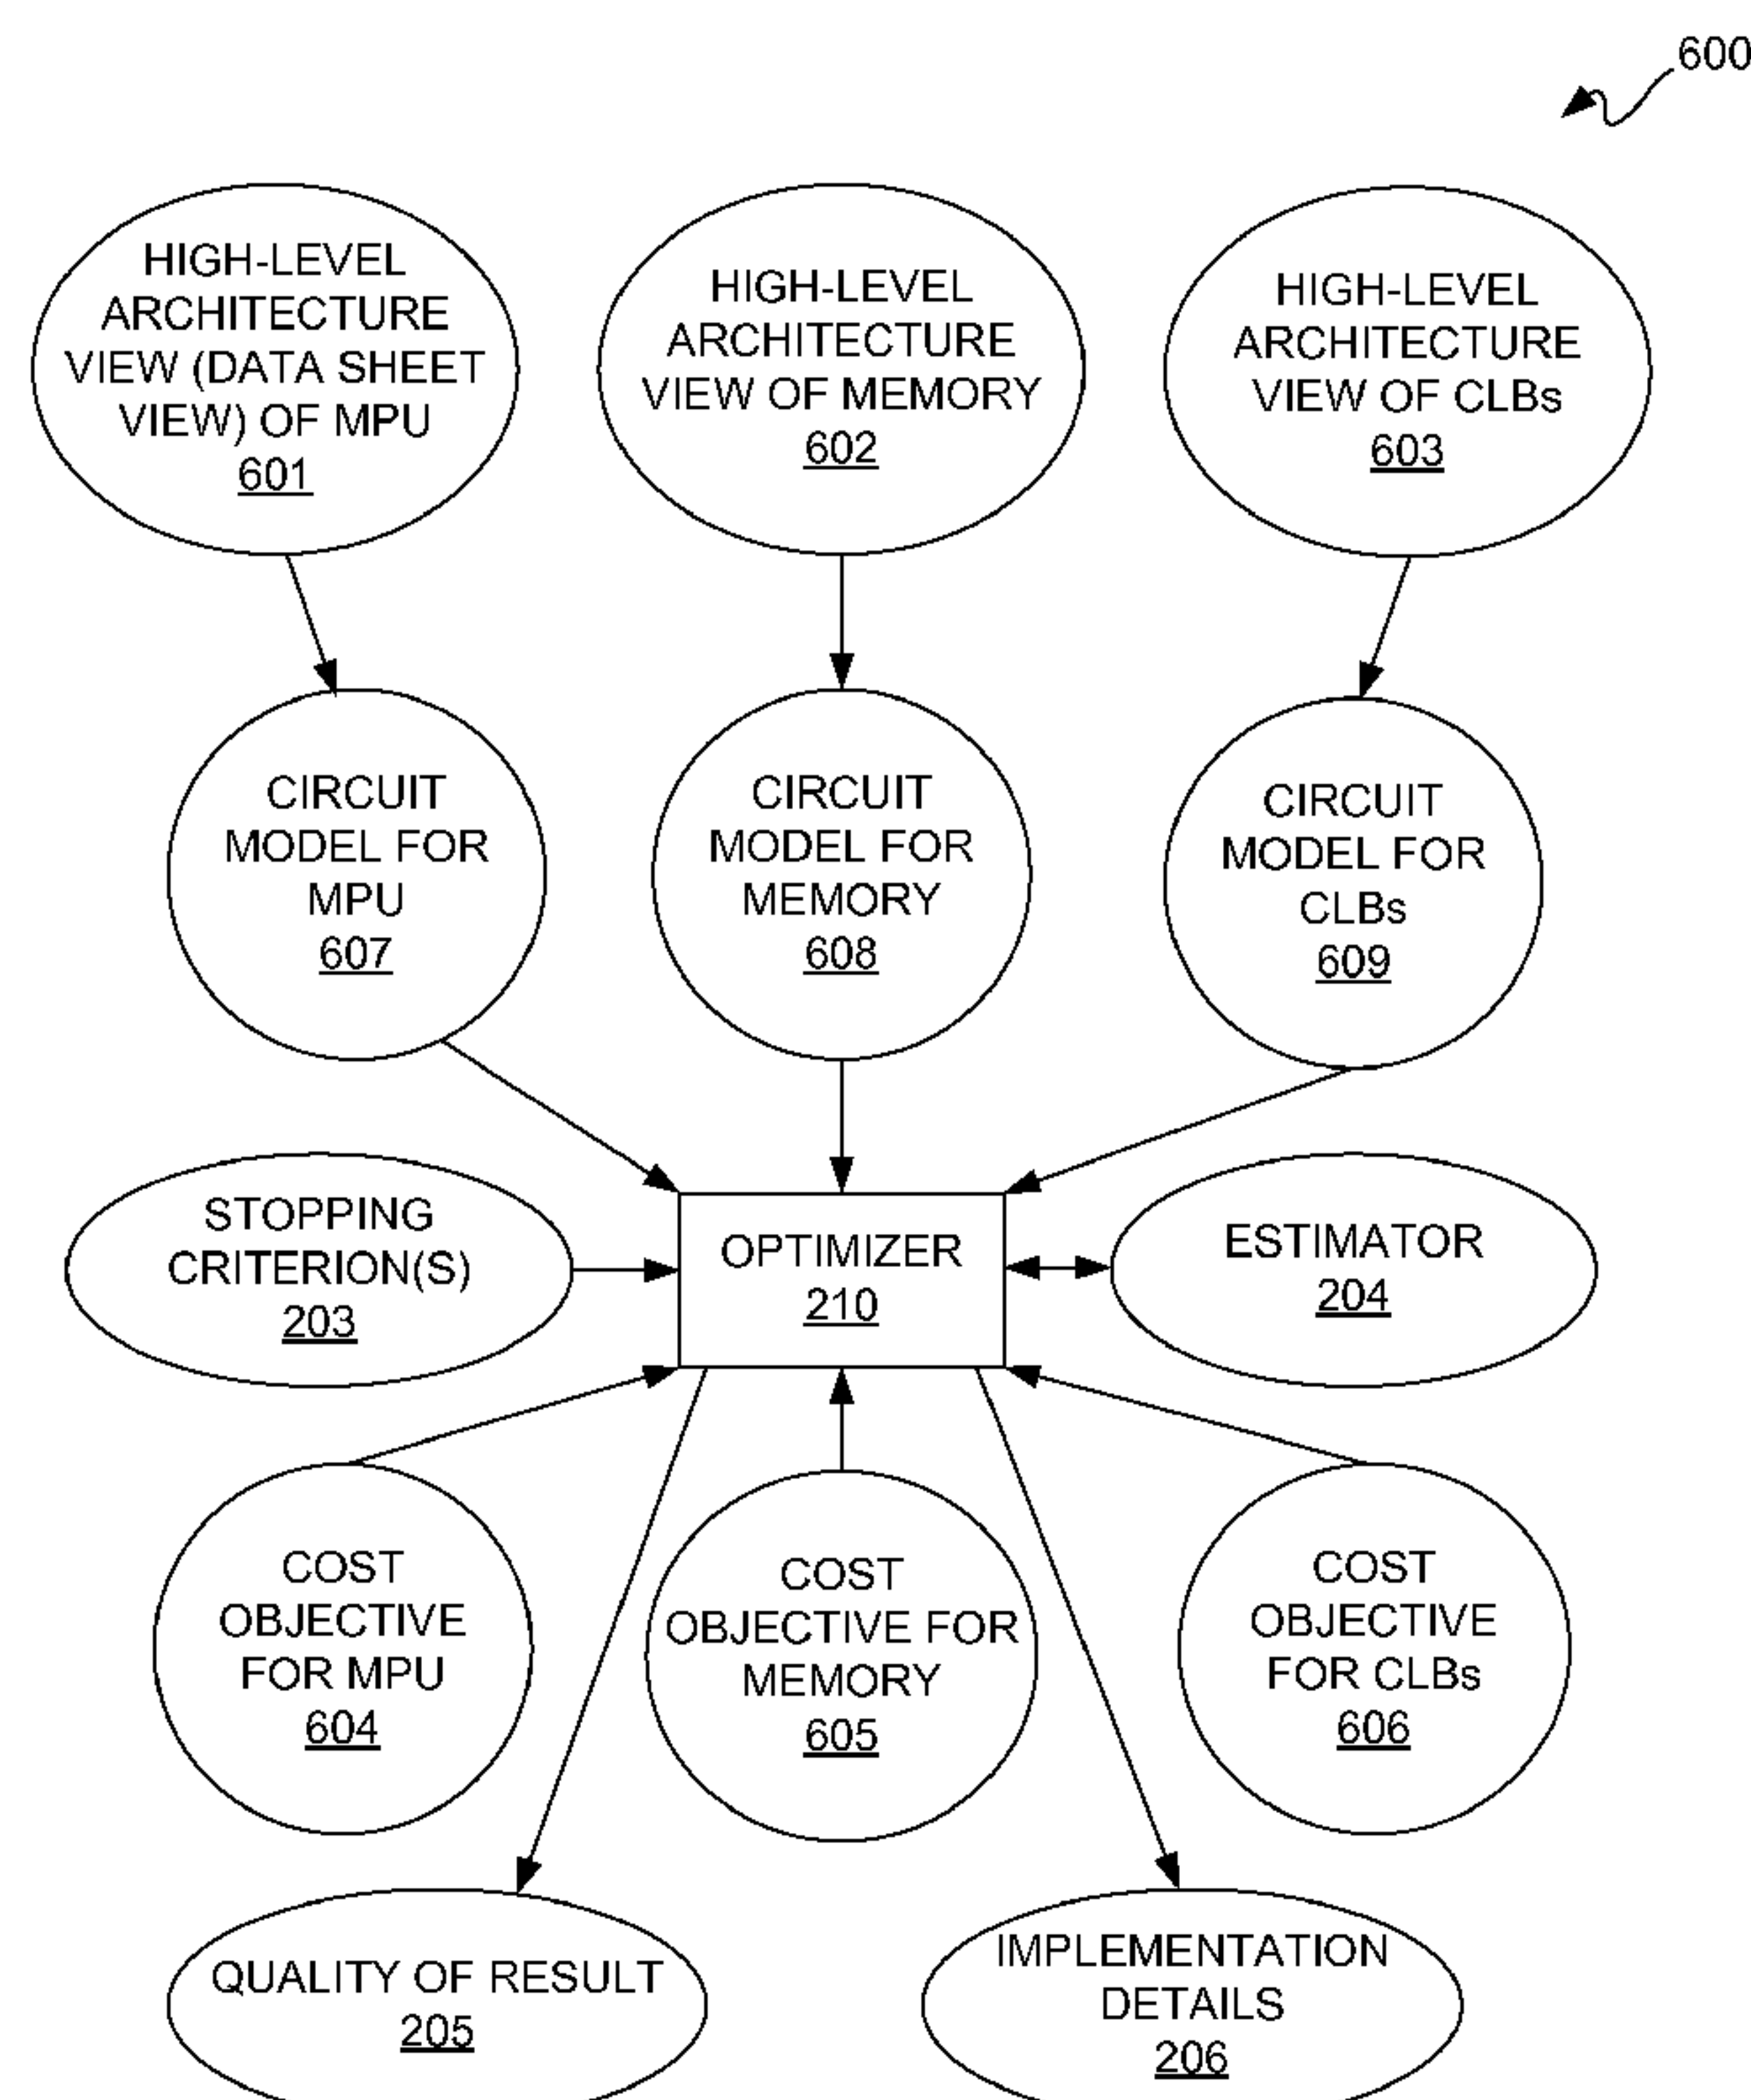 600
HIGH-LEVEL
ARCHITECTURE
VIEW (DATA SHEET
VIEW) OF MPU
601
HIGH-LEVEL
ARCHITECTURE
VIEW OF MEMORY
602
HIGH-LEVEL
ARCHITECTURE
VIEW OF CLBs
603
CIRCUIT
MODEL FOR
MPU
607
CIRCUIT
MODEL FOR
MEMORY
608
CIRCUIT
MODEL FOR
CLBs
609
STOPPING
CRITERION(S)
203
OPTIMIZER
210
ESTIMATOR
204
COST
OBJECTIVE
FOR MPU
604
COST
OBJECTIVE FOR
MEMORY
605
COST
OBJECTIVE
FOR CLBs
606
QUALITY OF RESULT
205
IMPLEMENTATION
DETAILS
206